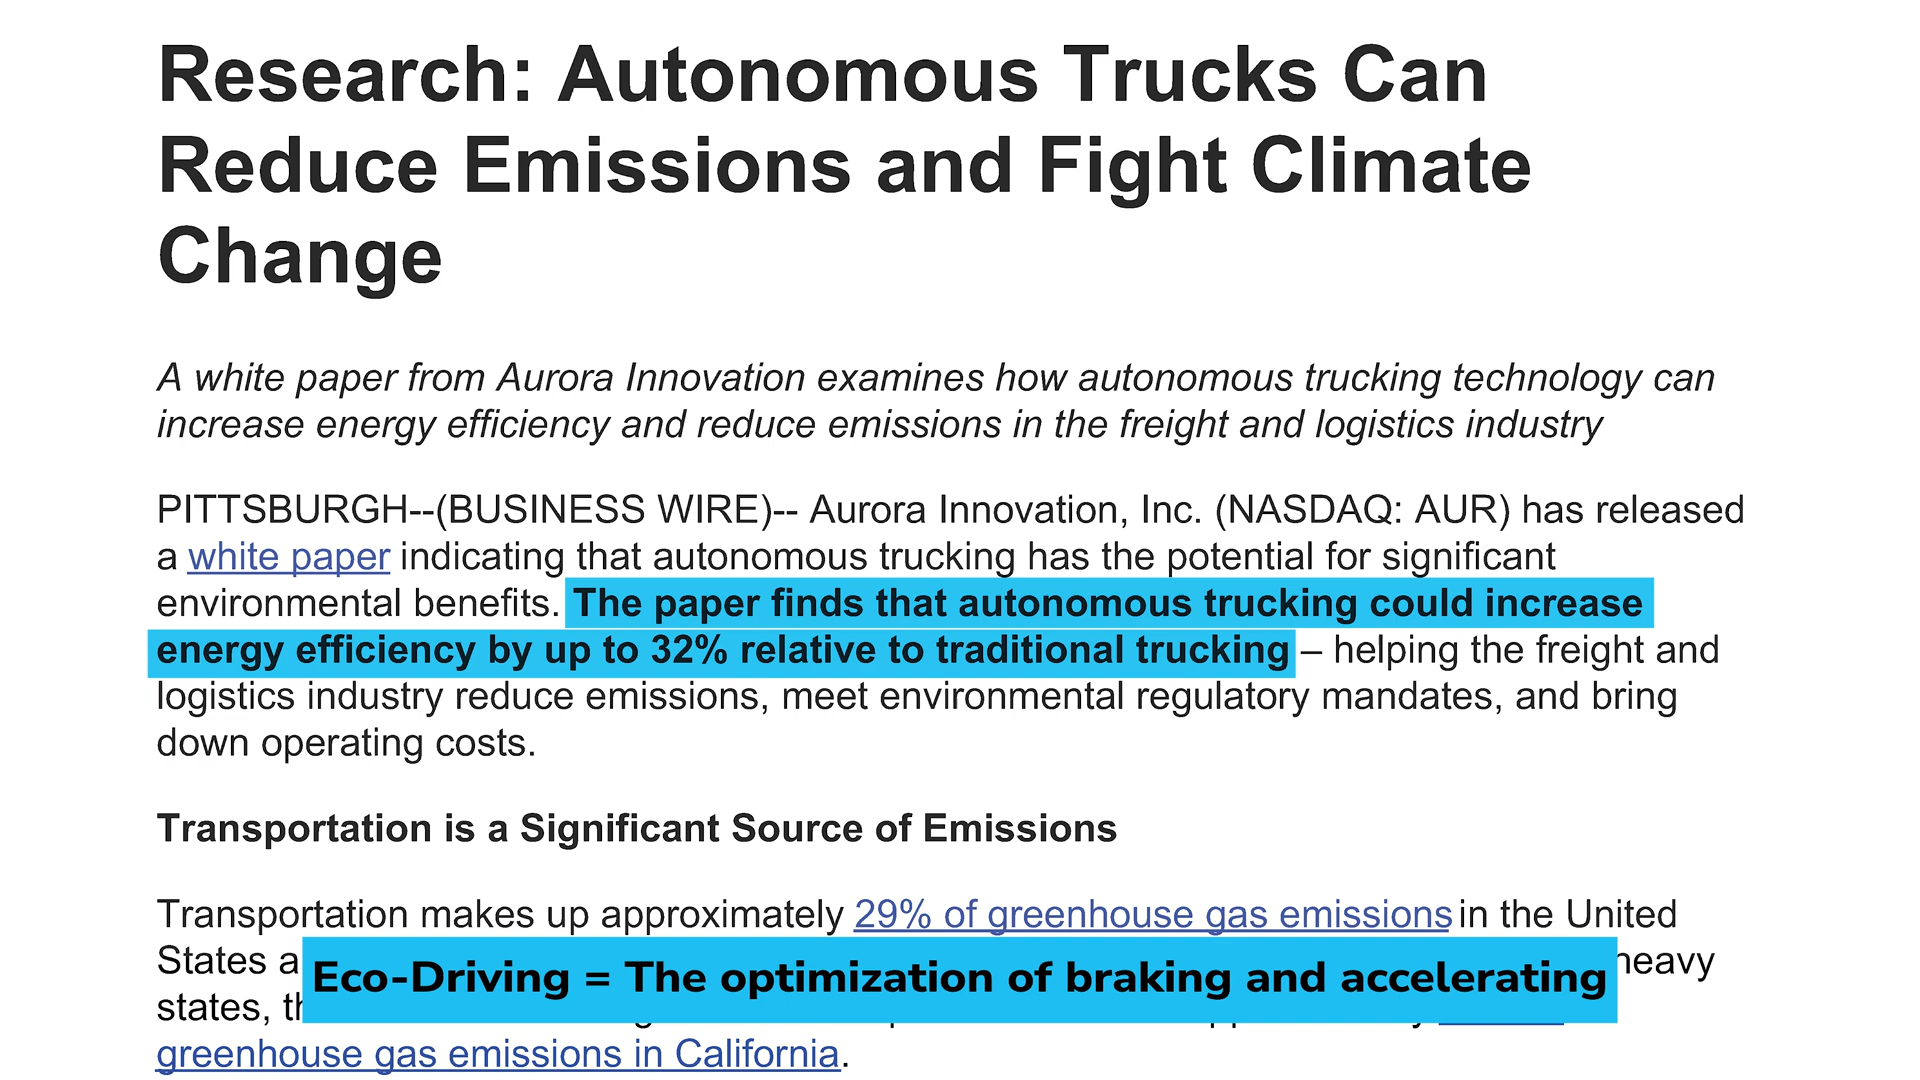 Research: Autonomous Trucks Can
Reduce Emissions and Fight Climate
Change
A white paper from Aurora Innovation examines how autonomous trucking technology can
increase energy efficiency and reduce emissions in the freight and logistics industry
PITTSBURGH--(BUSINESS WIRE)-- Aurora Innovation, Inc. (NASDAQ: AUR) has released
a white paper indicating that autonomous trucking has the potential for significant
environmental benefits. The paper finds that autonomous trucking could increase
energy efficiency by up to 32% relative to traditional trucking – helping the freight and
logistics industry reduce emissions, meet environmental regulatory mandates, and bring
down operating costs.
Transportation is a Significant Source of Emissions
Transportation makes up approximately 29% of greenhouse gas emissions in the United
States
Eco-Driving = The optimization of braking and accelerating
heavy
states,
greenhouse gas emissions in California.